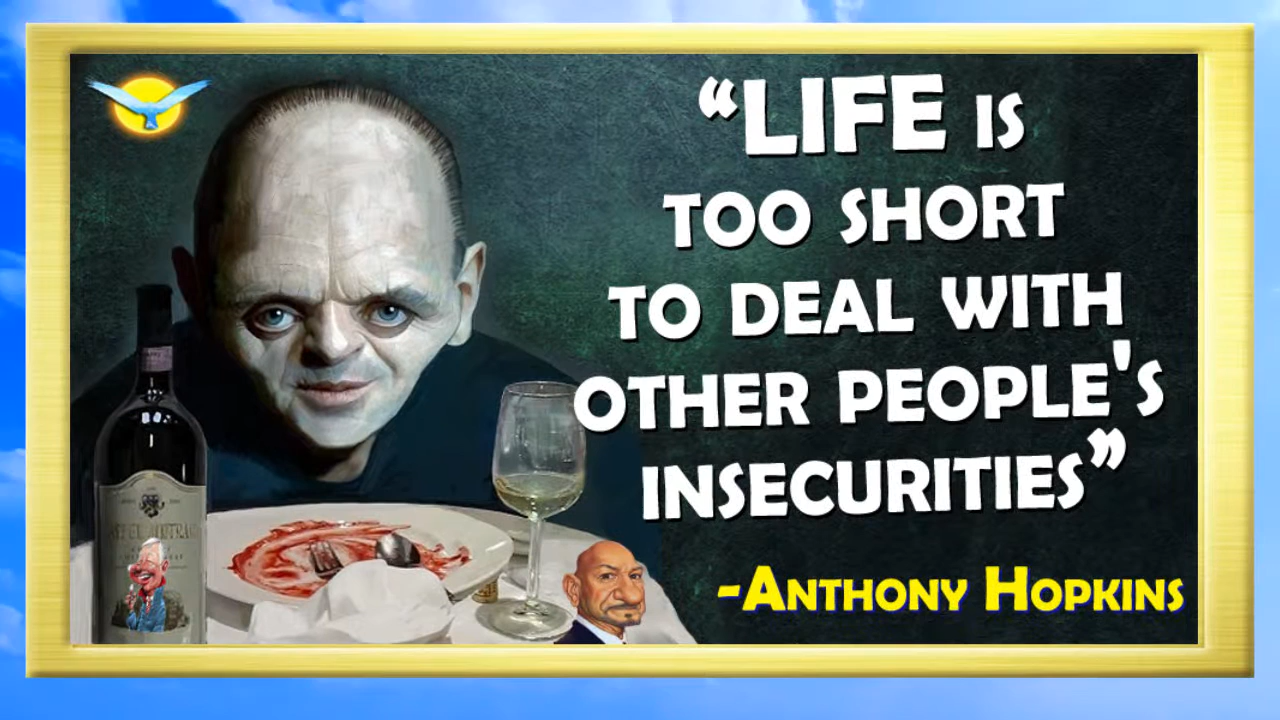 “LIFE IS
TOO SHORT
TO DEAL WITH
OTHER PEOPLE'S
INSECURITIES”
-ANTHONY HOPKINS